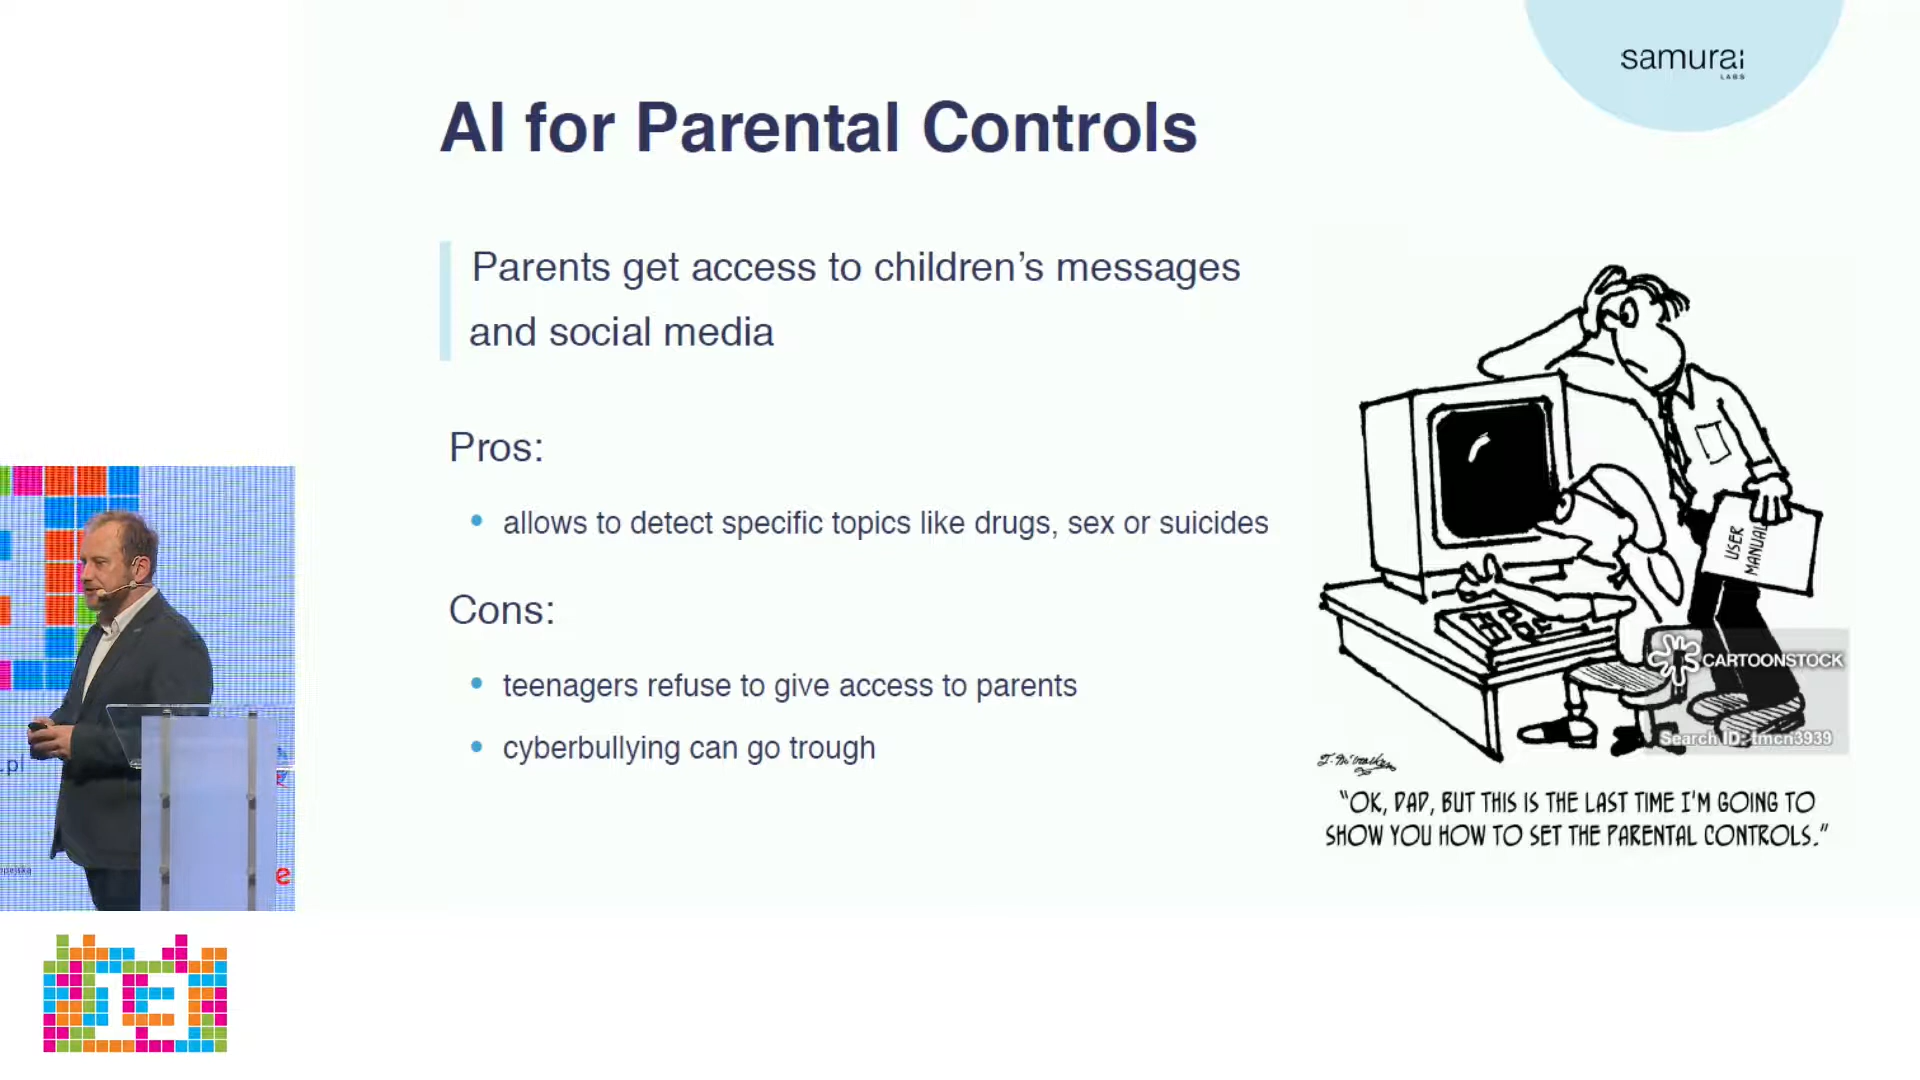 samurai
LABS
AI for Parental Controls
Parents get access to children's messages
and social media
Pros:
• allows to detect specific topics like drugs, sex or suicides
Cons:
• teenagers refuse to give access to parents
• cyberbullying can go trough
USER
MANUAL
CARTOONSTOCK
Search ID: tmcn3939
"OK, DAD, BUT THIS IS THE LAST TIME I'M GOING TO
SHOW YOU HOW TO SET THE PARENTAL CONTROLS."
.pl
e